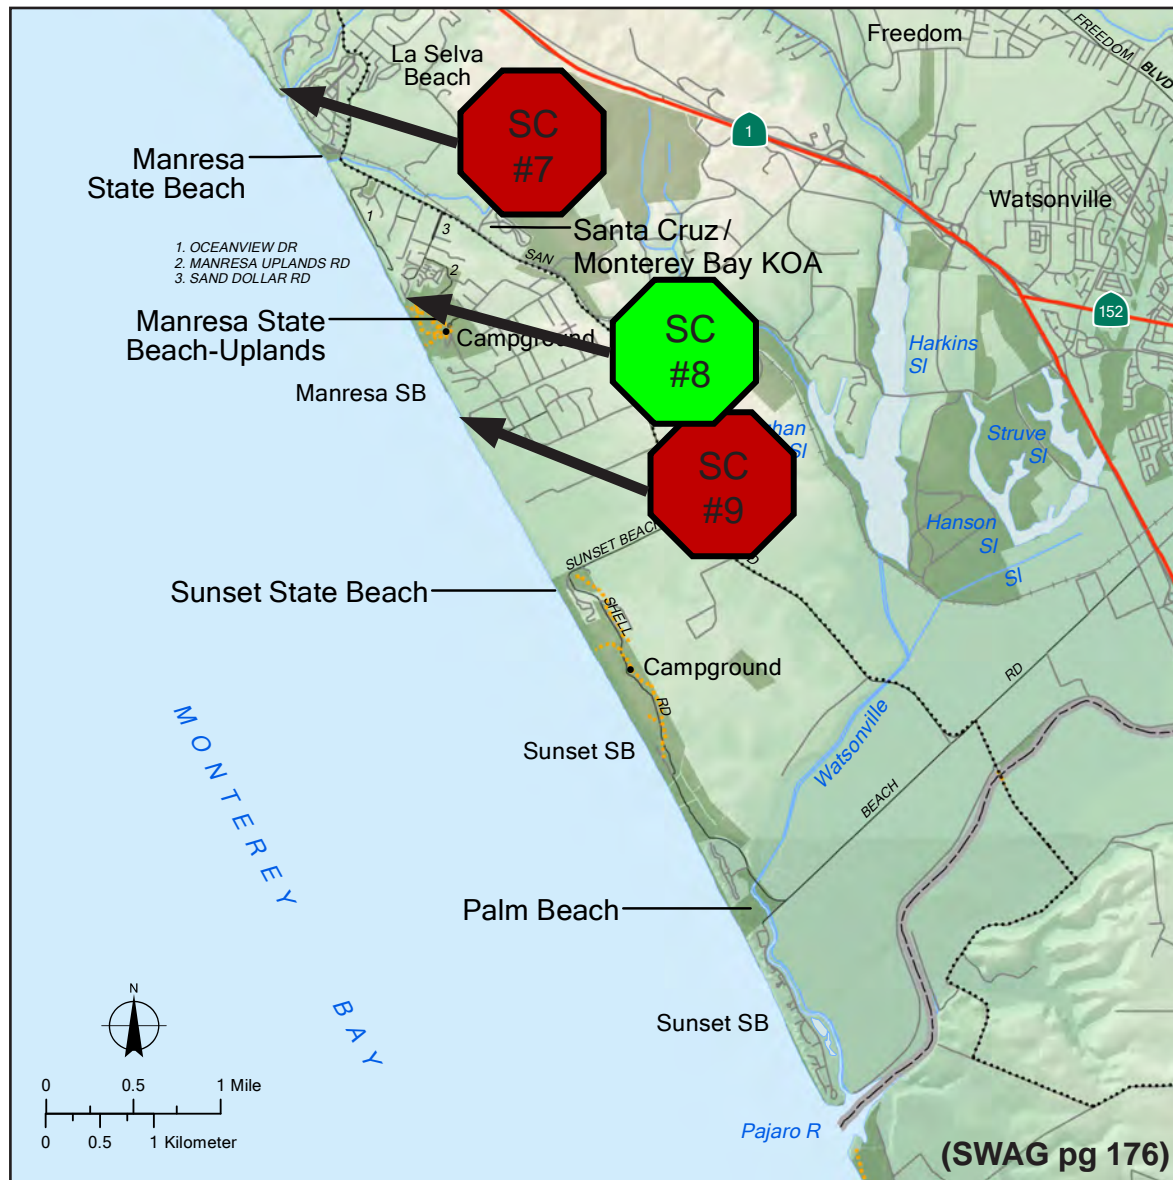 Freedom
FREEDOM BLVD
La Selva
Beach
SC
#7
1
Manresa
State Beach
Watsonville
1
3
2
1. OCEANVIEW DR
2. MANRESA UPLANDS RD
3. SAND DOLLAR RD
SAN
Santa Cruz /
Monterey Bay KOA
152
Manresa State
Beach-Uplands
Campground
SC
#8
Harkins
Sl
Manresa SB
Struve
Sl
Sl
SC
#9
Hanson
Sl
SUNSET BEACH
D
Sl
Sunset State Beach
SHELL
RD
Campground
RD
MONTEREY
BAY
Sunset SB
Watsonville
BEACH
Palm Beach
N
Sunset SB
0 0.5 1 Mile
0 0.5 1 Kilometer
Pajaro R
(SWAG pg 176)